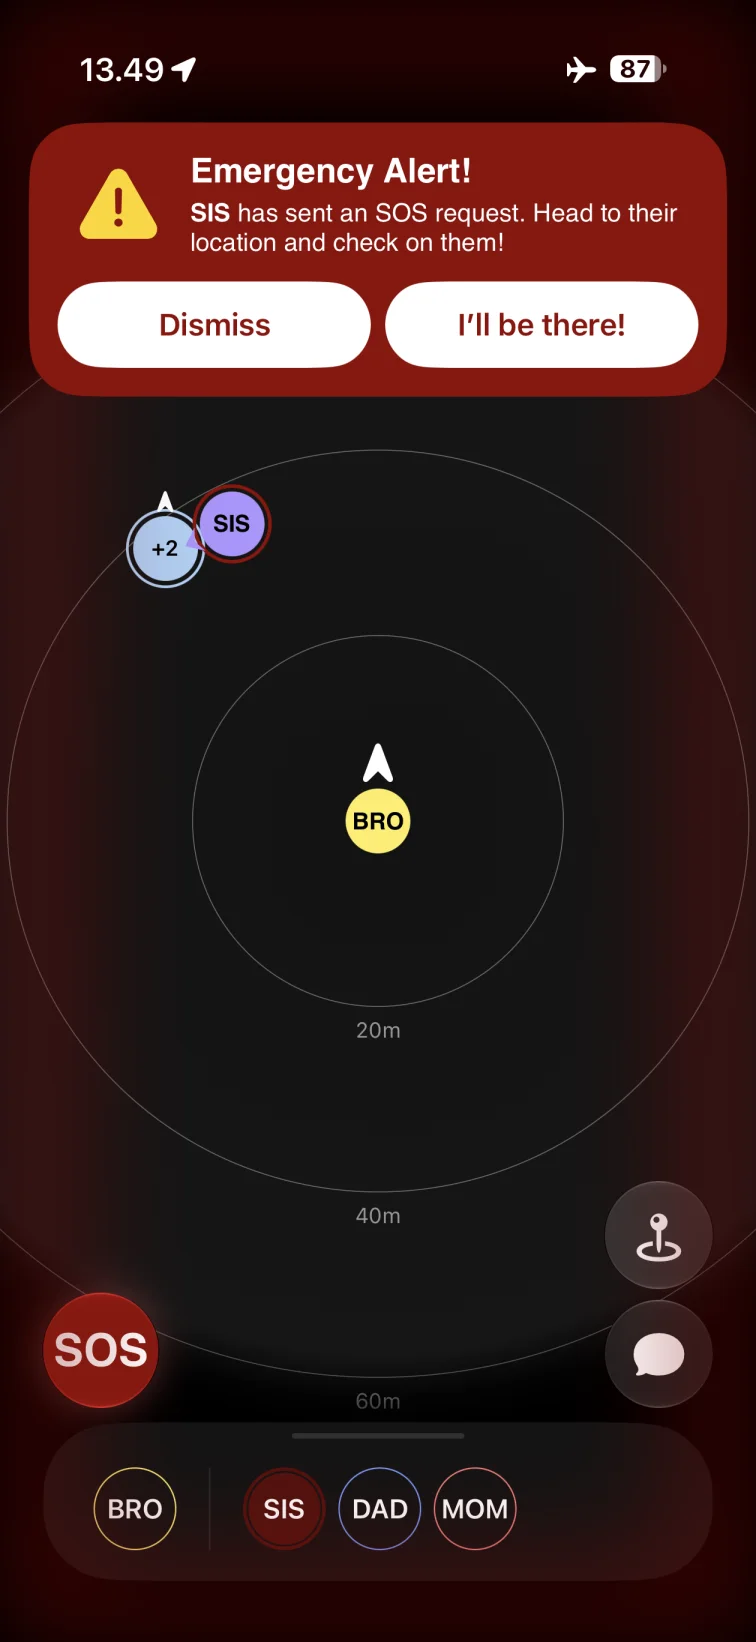 13.49
87
Emergency Alert!
SIS has sent an SOS request. Head to their
location and check on them!
Dismiss
I’ll be there!
SIS
+2
BRO
20m
40m
SOS
60m
BRO
SIS
DAD
MOM